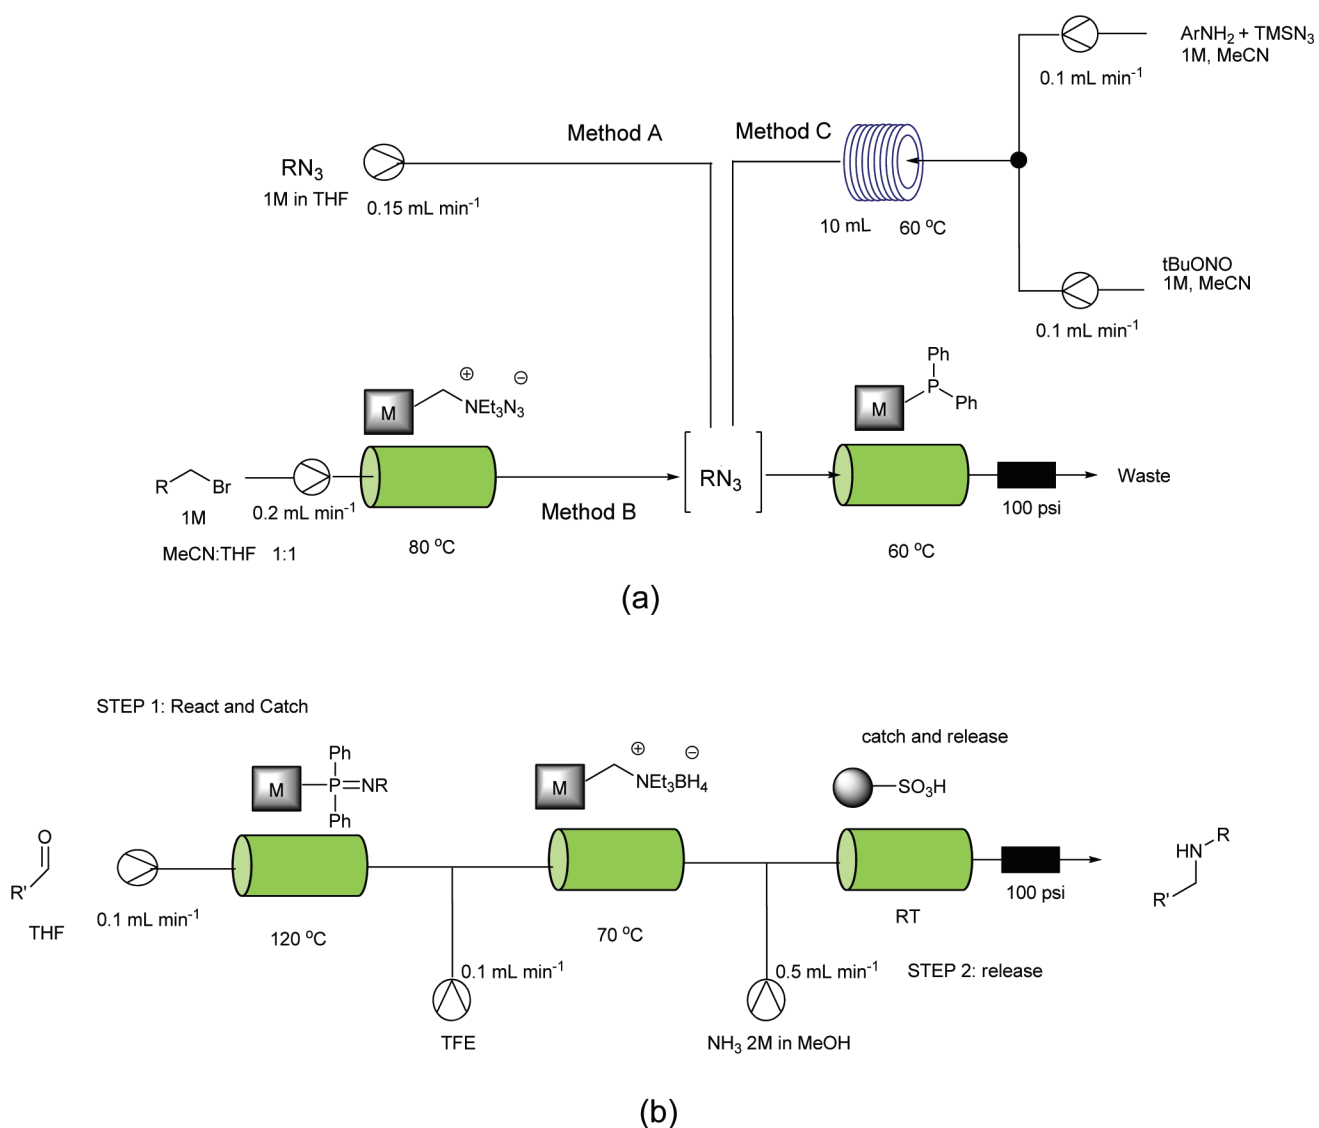 ArNH₂ + TMSN₃
1M, MeCN
0.1 mL min⁻¹
Method A
Method C
RN₃
1M in THF
0.15 mL min⁻¹
10 mL
60 ºC
tBuONO
1M, MeCN
0.1 mL min⁻¹
Ph
P
Ph
M
⊕
⊖
M
NEt₃N₃
R
Br
1M
0.2 mL min⁻¹
MeCN:THF 1:1
80 ºC
Method B
RN₃
60 ºC
100 psi
Waste
(a)
STEP 1: React and Catch
Ph
M
P=NR
Ph
⊕
⊖
M
NEt₃BH₄
catch and release
SO₃H
O
R'
THF
0.1 mL min⁻¹
120 ºC
70 ºC
RT
100 psi
R
HN
R'
0.1 mL min⁻¹
TFE
0.5 mL min⁻¹
NH₃ 2M in MeOH
STEP 2: release
(b)